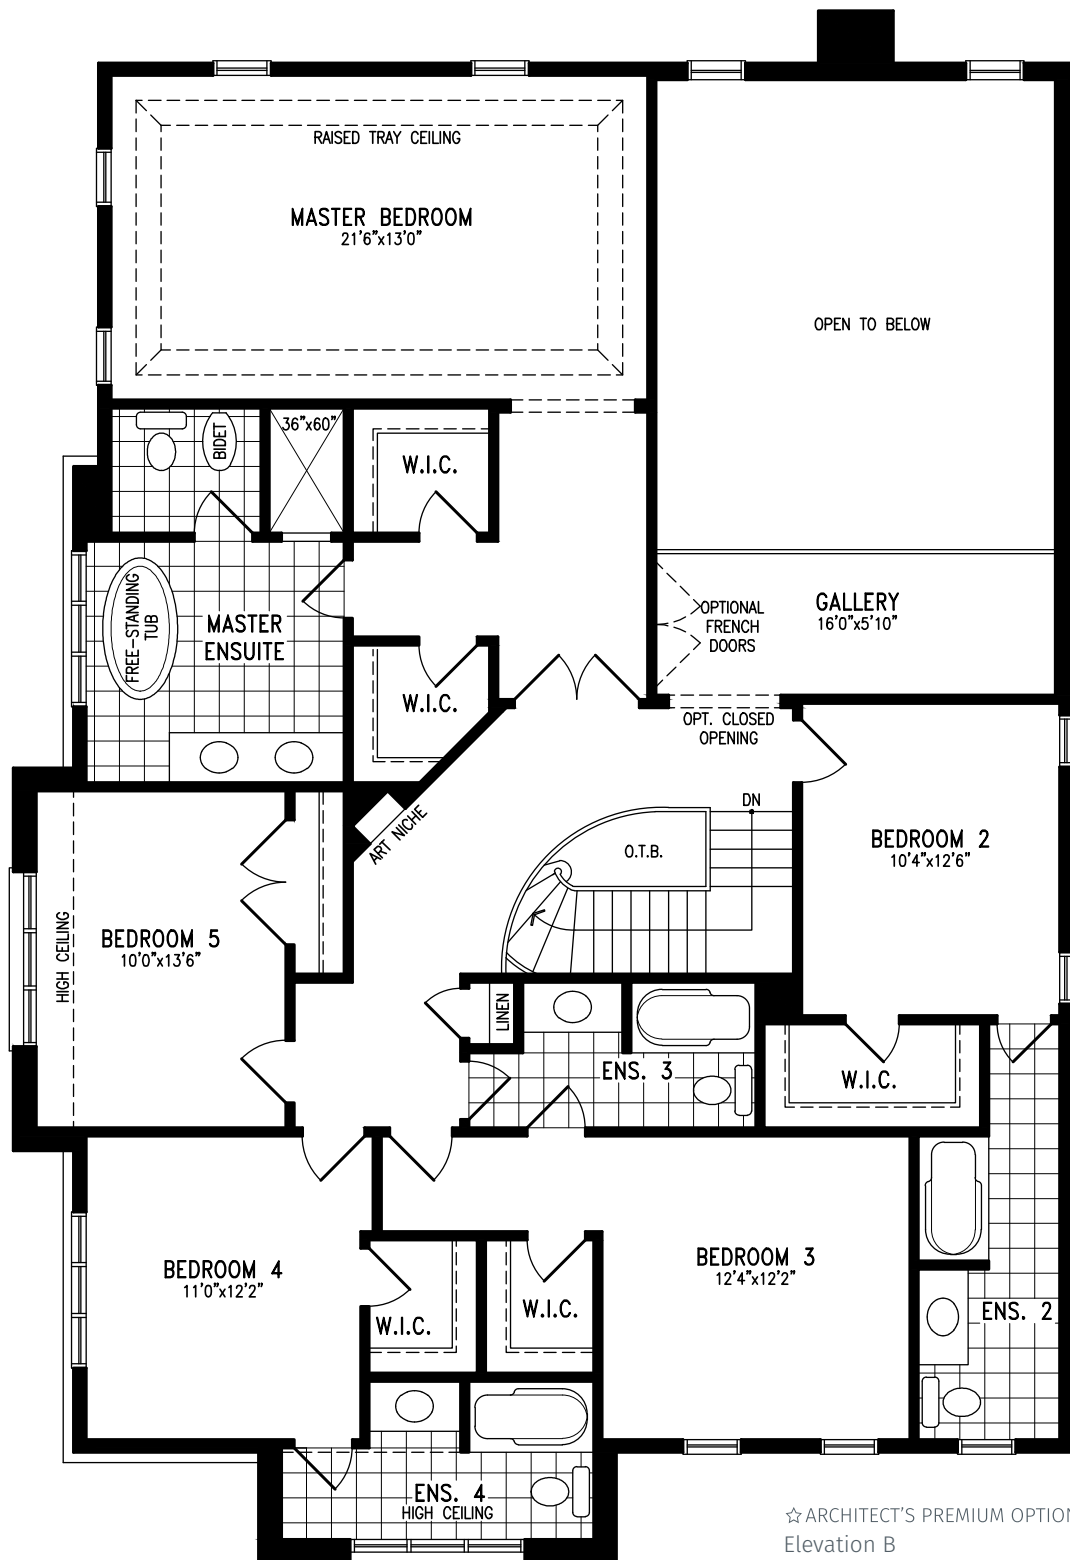 RAISED TRAY CEILING
MASTER BEDROOM
21'6"x13'0"
OPEN TO BELOW
36"x60"
BIDET
W.I.C.
FREE-STANDING
TUB
MASTER
ENSUITE
OPTIONAL
FRENCH
DOORS
GALLERY
16'0"x5'10"
W.I.C.
OPT. CLOSED
OPENING
ART NICHE
DN
O.T.B.
BEDROOM 2
10'4"x12'6"
HIGH CEILING
BEDROOM 5
10'0"x13'6"
LINEN
ENS. 3
W.I.C.
BEDROOM 4
11'0"x12'2"
W.I.C.
W.I.C.
BEDROOM 3
12'4"x12'2"
ENS. 2
ENS. 4
HIGH CEILING
☆ARCHITECT'S PREMIUM OPTION
Elevation B